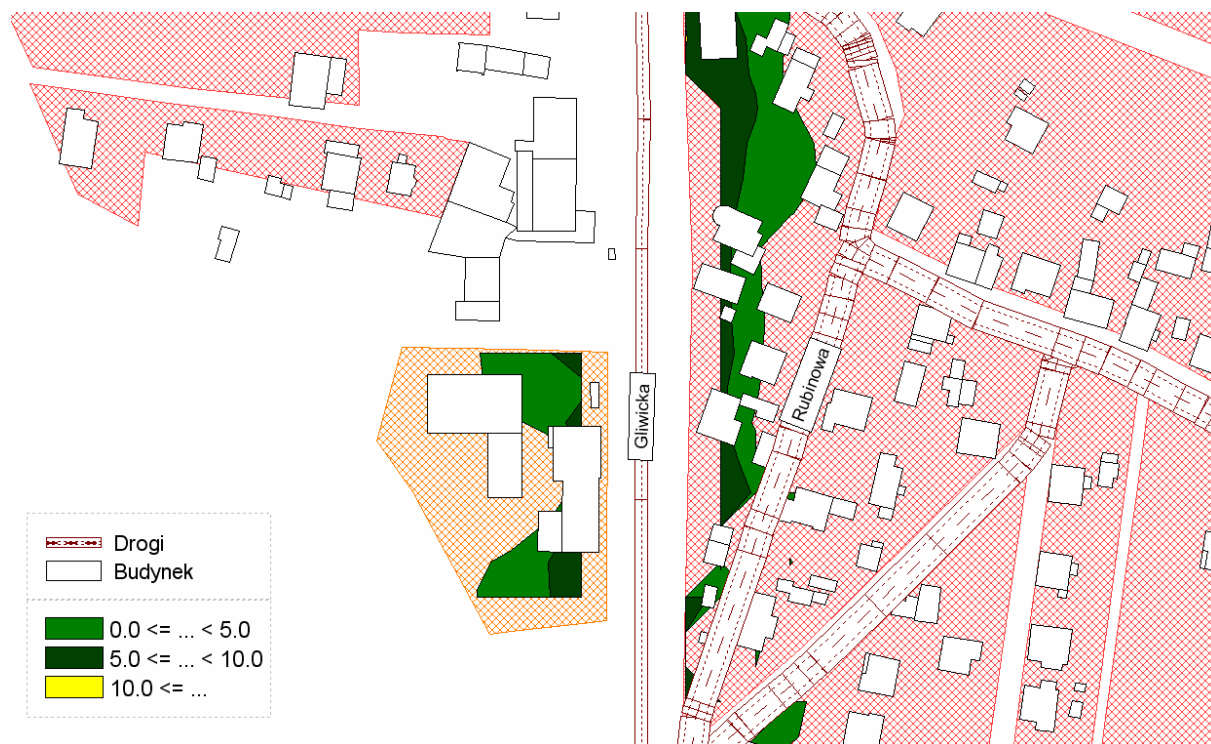 Rubinowa
Gliwicka
Drogi
Budynek
0.0 <= ... < 5.0
5.0 <= ... < 10.0
10.0 <= ...